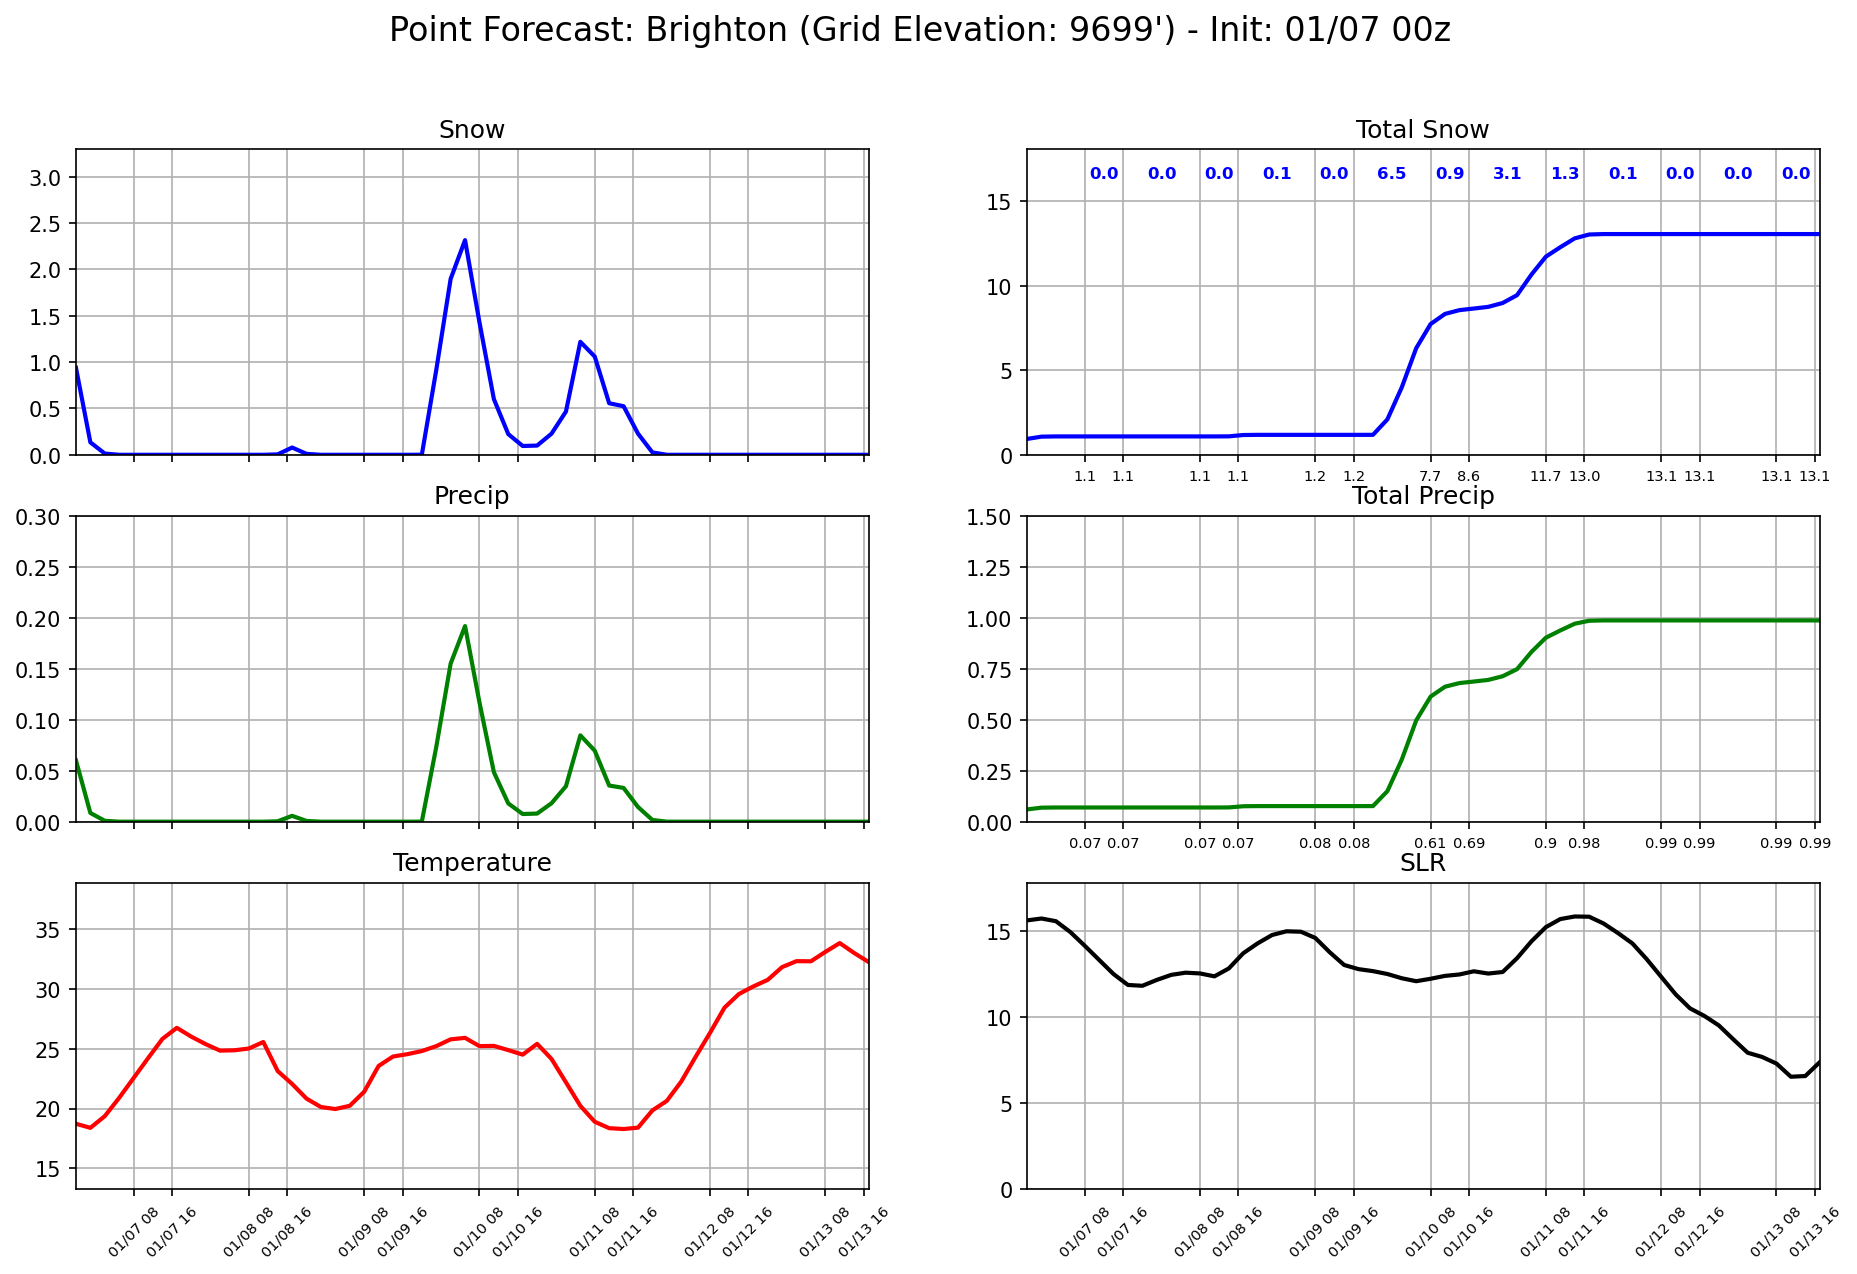 Point Forecast: Brighton (Grid Elevation: 9699') - Init: 01/07 00z
Snow
3.0
2.5
2.0
1.5
1.0
0.5
0.0
Total Snow
0.0 0.0 0.0 0.1 0.0 6.5 0.9 3.1 1.3 0.1 0.0 0.0 0.0
15
10
5
0
1.1 1.1 1.1 1.1 1.2 1.2 7.7 8.6 11.7 13.0 13.1 13.1 13.1 13.1
Precip
0.30
0.25
0.20
0.15
0.10
0.05
0.00
Total Precip
1.50
1.25
1.00
0.75
0.50
0.25
0.00
0.07 0.07 0.07 0.07 0.08 0.08 0.61 0.69 0.9 0.98 0.99 0.99 0.99 0.99
Temperature
35
30
25
20
15
01/07 08 01/07 16 01/08 08 01/08 16 01/09 08 01/09 16 01/10 08 01/10 16 01/11 08 01/11 16 01/12 08 01/12 16 01/13 08 01/13 16
SLR
15
10
5
0
01/07 08 01/07 16 01/08 08 01/08 16 01/09 08 01/09 16 01/10 08 01/10 16 01/11 08 01/11 16 01/12 08 01/12 16 01/13 08 01/13 16